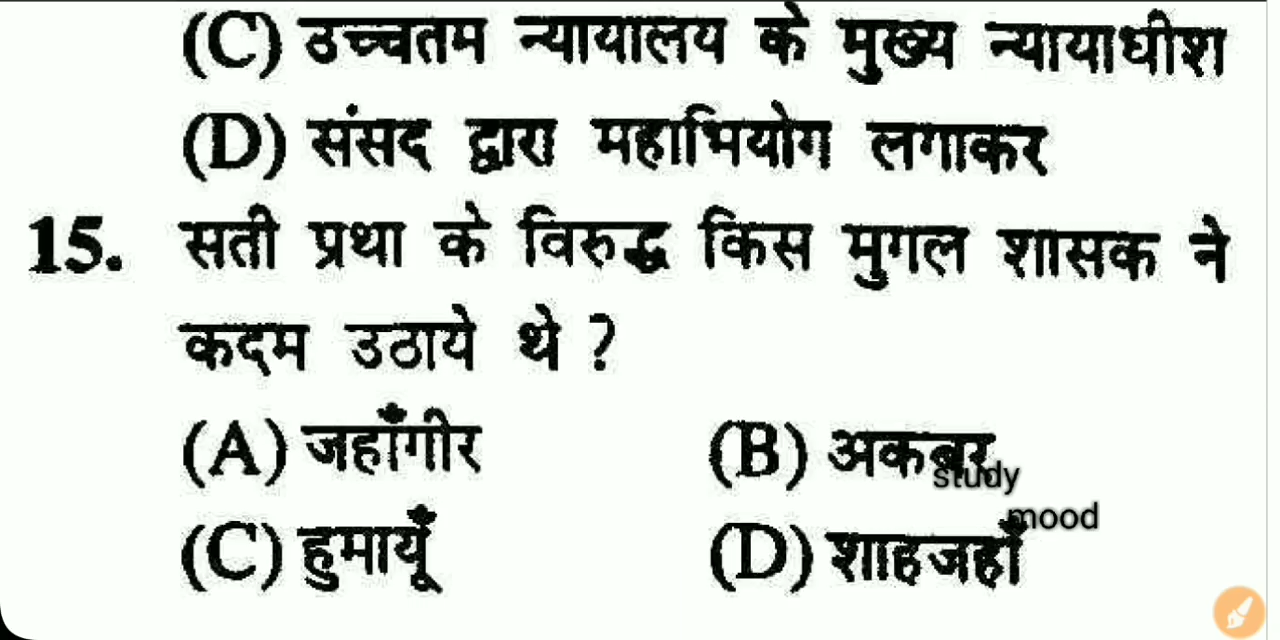 (C) उच्चतम न्यायालय के मुख्य न्यायाधीश
(D) संसद द्वारा महाभियोग लगाकर
15. सती प्रथा के विरुद्ध किस मुगल शासक ने
कदम उठाये थे ?
(A) जहाँगीर (B) अकबर
study
mood
(C) हुमायूँ (D) शाहजहाँ